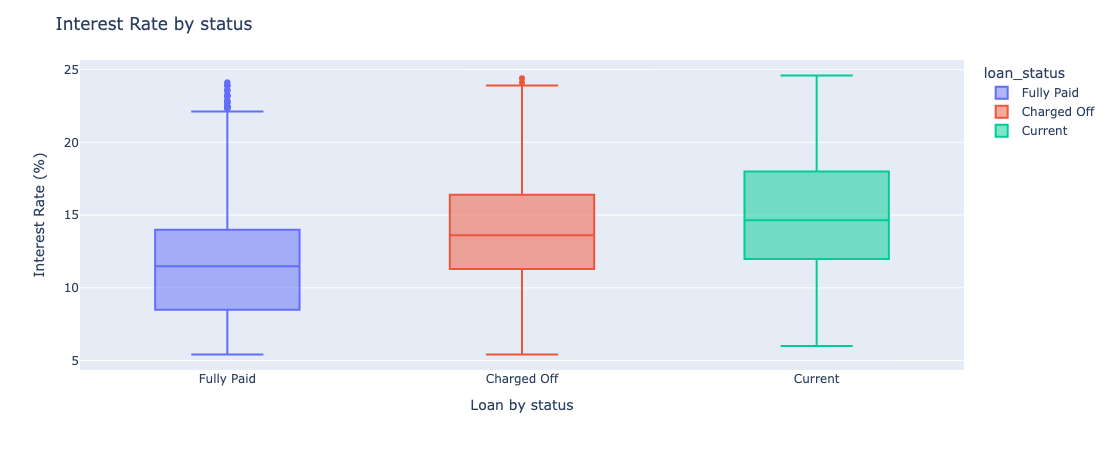 Interest Rate by status
Interest Rate (%)
25
20
15
10
5
Fully Paid
Charged Off
Current
Loan by status
loan_status
Fully Paid
Charged Off
Current